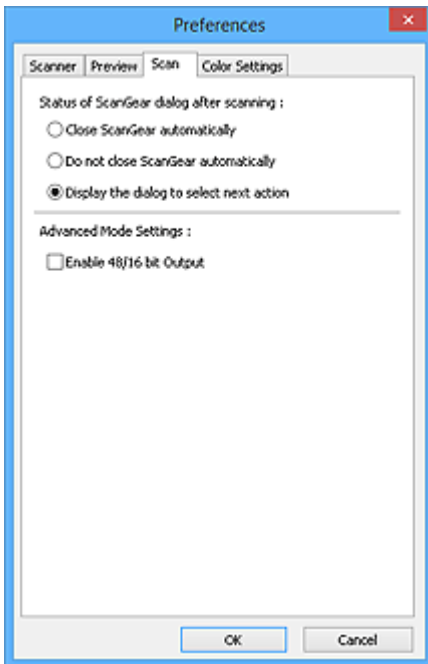 Preferences
Scanner Preview Scan Color Settings
Status of ScanGear dialog after scanning :
Close ScanGear automatically
Do not close ScanGear automatically
Display the dialog to select next action
Advanced Mode Settings :
Enable 48/16 bit Output
OK Cancel